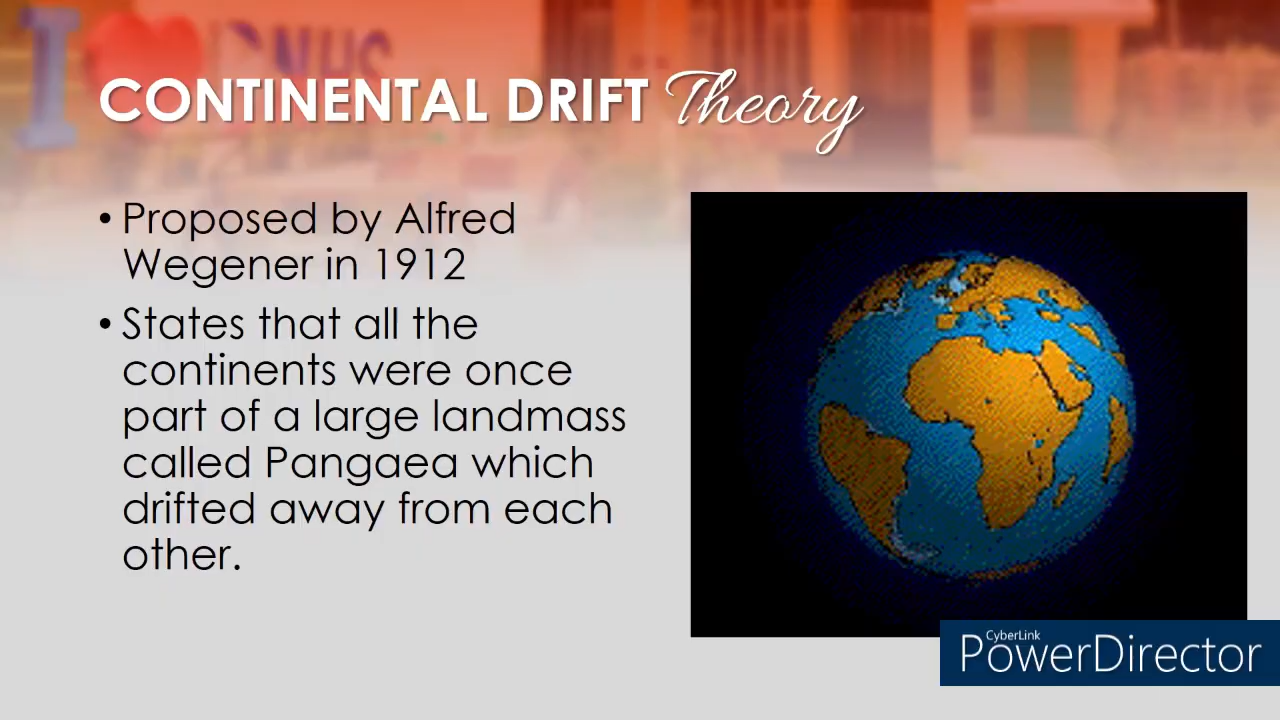 I NHS
CONTINENTAL DRIFT Theory
• Proposed by Alfred
Wegener in 1912
• States that all the
continents were once
part of a large landmass
called Pangaea which
drifted away from each
other.
CyberLink
PowerDirector